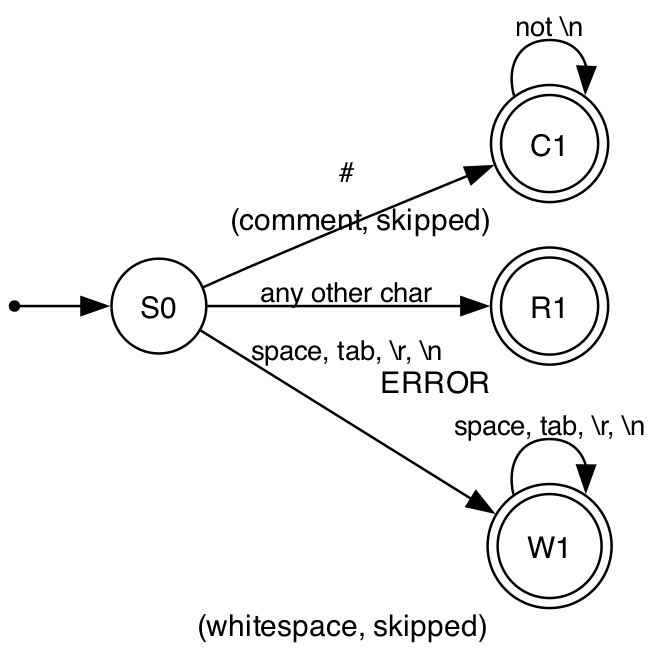 not \n
C1
#
(comment, skipped)
any other char
S0
R1
space, tab, \r, \n
ERROR
space, tab, \r, \n
W1
(whitespace, skipped)